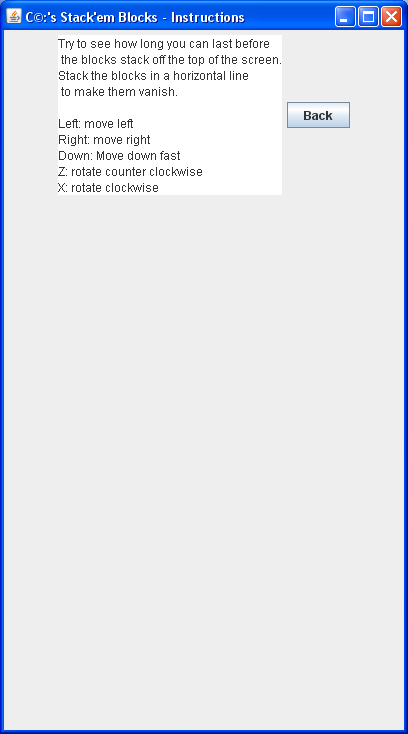 C©:'s Stack'em Blocks - Instructions
Try to see how long you can last before
the blocks stack off the top of the screen.
Stack the blocks in a horizontal line
to make them vanish.
Left: move left
Right: move right
Down: Move down fast
Z: rotate counter clockwise
X: rotate clockwise
Back